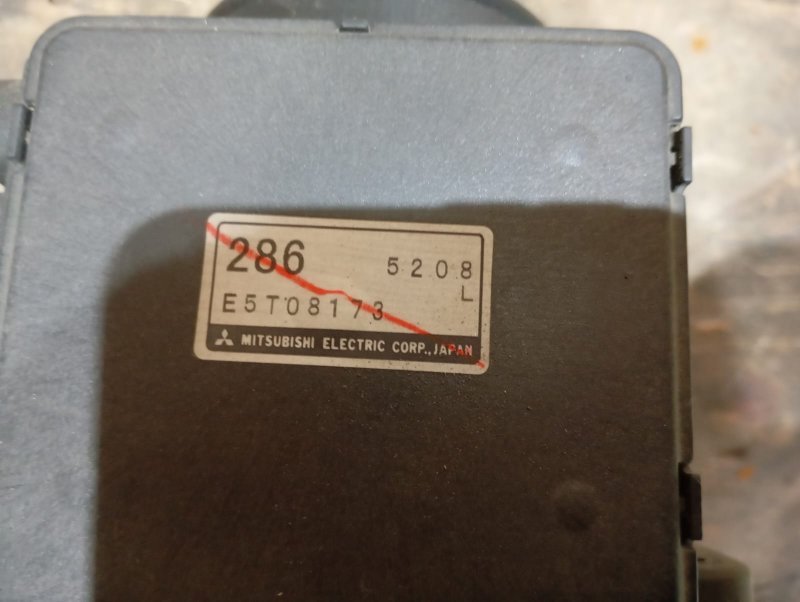 286 5208
L
E5T08173
MITSUBISHI ELECTRIC CORP., JAPAN